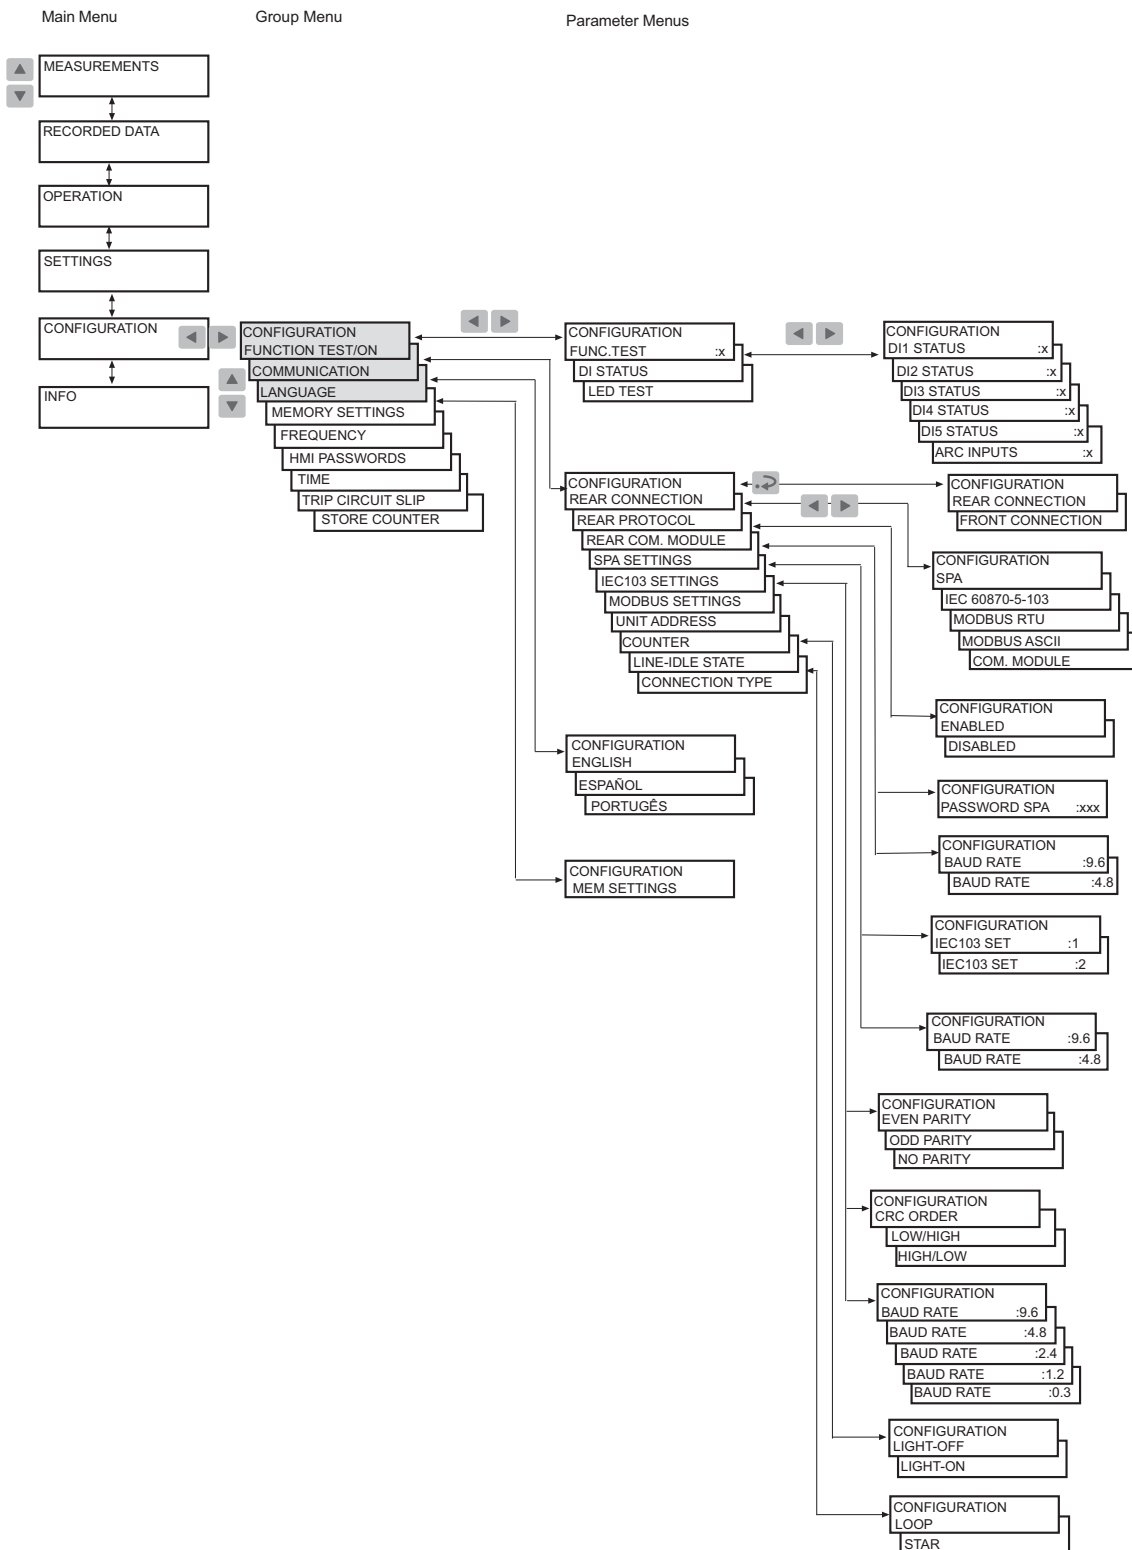 Main Menu
Group Menu
Parameter Menus
MEASUREMENTS
RECORDED DATA
OPERATION
SETTINGS
CONFIGURATION
INFO
CONFIGURATION
FUNCTION TEST/ON
COMMUNICATION
LANGUAGE
MEMORY SETTINGS
FREQUENCY
HMI PASSWORDS
TIME
TRIP CIRCUIT SLIP
STORE COUNTER
CONFIGURATION
FUNC.TEST :x
DI STATUS
LED TEST
CONFIGURATION
DI1 STATUS :x
DI2 STATUS :x
DI3 STATUS :x
DI4 STATUS :x
DI5 STATUS :x
ARC INPUTS :x
CONFIGURATION
REAR CONNECTION
REAR PROTOCOL
REAR COM. MODULE
SPA SETTINGS
IEC103 SETTINGS
MODBUS SETTINGS
UNIT ADDRESS
COUNTER
LINE-IDLE STATE
CONNECTION TYPE
CONFIGURATION
REAR CONNECTION
FRONT CONNECTION
CONFIGURATION
SPA
IEC 60870-5-103
MODBUS RTU
MODBUS ASCII
COM. MODULE
CONFIGURATION
ENABLED
DISABLED
CONFIGURATION
ENGLISH
ESPAÑOL
PORTUGÊS
CONFIGURATION
PASSWORD SPA :xxx
CONFIGURATION
BAUD RATE :9.6
BAUD RATE :4.8
CONFIGURATION
MEM SETTINGS
CONFIGURATION
IEC103 SET :1
IEC103 SET :2
CONFIGURATION
BAUD RATE :9.6
BAUD RATE :4.8
CONFIGURATION
EVEN PARITY
ODD PARITY
NO PARITY
CONFIGURATION
CRC ORDER
LOW/HIGH
HIGH/LOW
CONFIGURATION
BAUD RATE :9.6
BAUD RATE :4.8
BAUD RATE :2.4
BAUD RATE :1.2
BAUD RATE :0.3
CONFIGURATION
LIGHT-OFF
LIGHT-ON
CONFIGURATION
LOOP
STAR